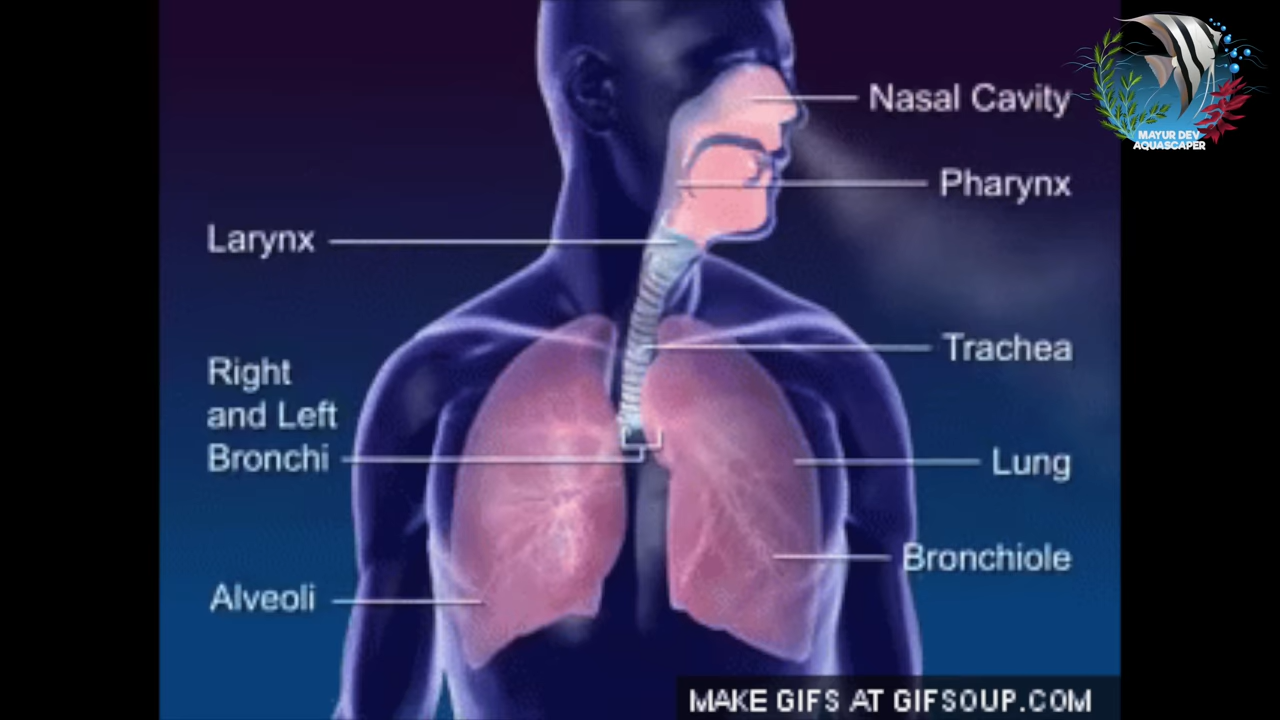 Nasal Cavity
MAYUR DEV
AQUASCAPER
Pharynx
Larynx
Trachea
Right
and Left
Bronchi
Lung
Bronchiole
Alveoli
MAKE GIFS AT GIFSOUP.COM